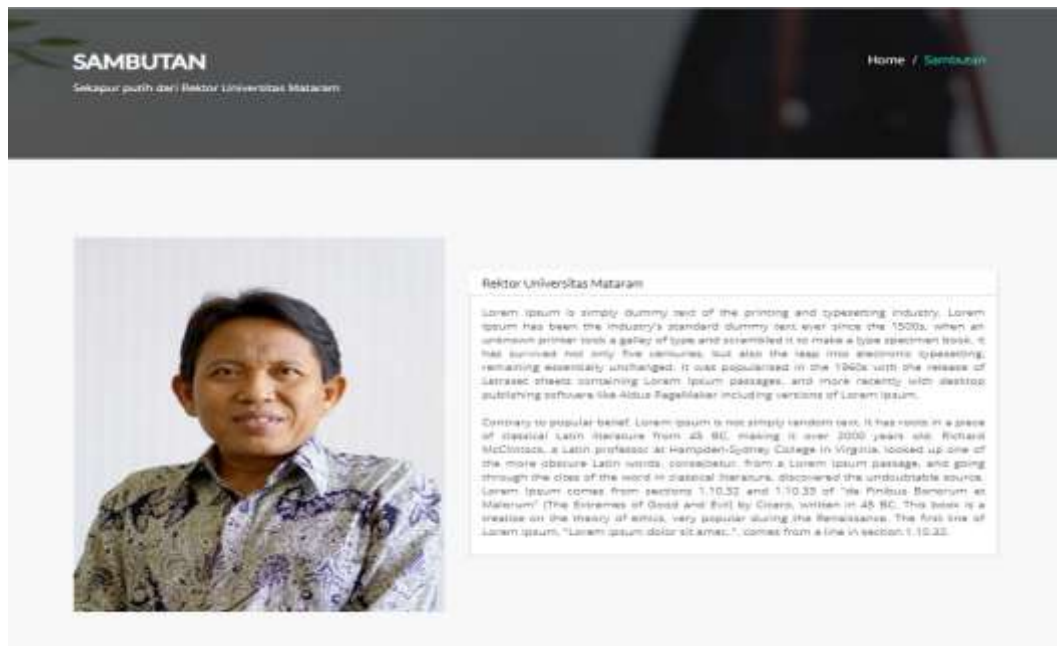 SAMBUTAN
Home / Sambutan
Sekapur putih dari Rektor Universitas Mataram
Rektor Universitas Mataram
Lorem Ipsum is simply dummy text of the printing and typesetting industry. Lorem
Ipsum has been the industry's standard dummy text ever since the 1500s, when an
unknown printer took a galley of type and scrambled it to make a type specimen book. It
has survived not only five centuries, but also the leap into electronic typesetting,
remaining essentially unchanged. It was popularised in the 1960s with the release of
Letraset sheets containing Lorem Ipsum passages, and more recently with desktop
publishing software like Aldus PageMaker including versions of Lorem Ipsum.
Contrary to popular belief, Lorem Ipsum is not simply random text. It has roots in a piece
of classical Latin literature from 45 BC, making it over 2000 years old. Richard
McClintock, a Latin professor at Hampden-Sydney College in Virginia, looked up one of
the more obscure Latin words, consectetur, from a Lorem Ipsum passage, and going
through the cites of the word in classical literature, discovered the undoubtable source.
Lorem Ipsum comes from sections 1.10.32 and 1.10.33 of "de Finibus Bonorum et
Malorum" (The Extremes of Good and Evil) by Cicero, written in 45 BC. This book is a
treatise on the theory of ethics, very popular during the Renaissance. The first line of
Lorem Ipsum, "Lorem ipsum dolor sit amet..", comes from a line in section 1.10.32.